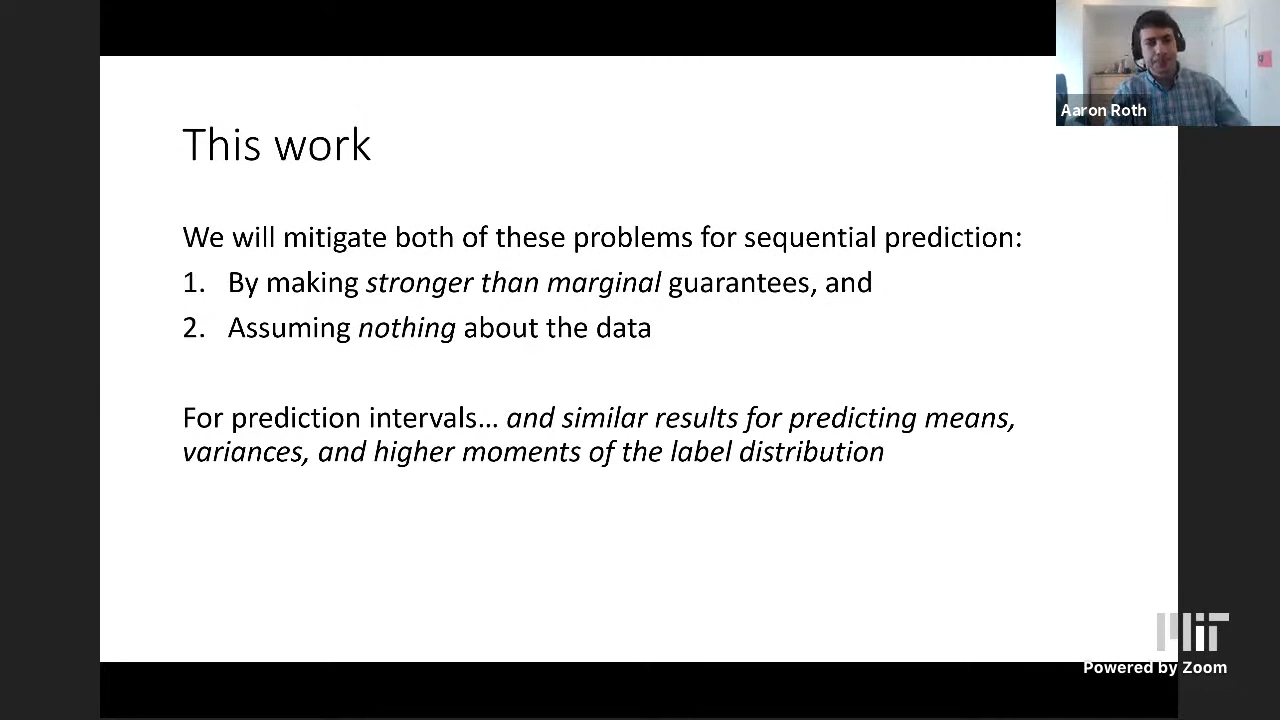 Aaron Roth
This work
We will mitigate both of these problems for sequential prediction:
1. By making stronger than marginal guarantees, and
2. Assuming nothing about the data
For prediction intervals... and similar results for predicting means,
variances, and higher moments of the label distribution
MIT
Powered by Zoom